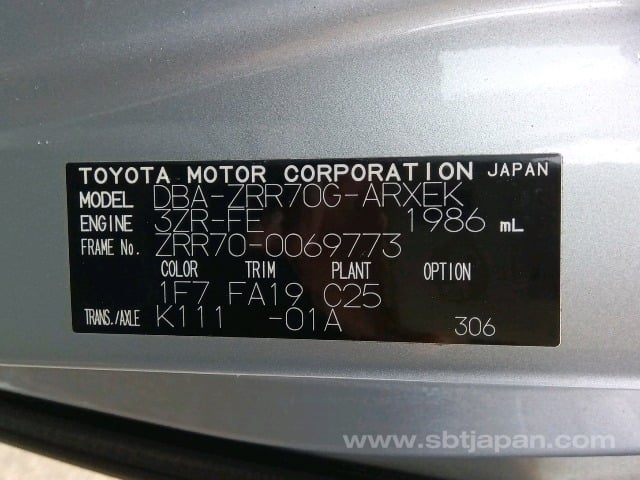 TOYOTA MOTOR CORPORATION JAPAN
MODEL DBA-ZRR70G-ARXEK
ENGINE 3ZR-FE 1986 mL
FRAME No. ZRR70-0069773
COLOR TRIM PLANT OPTION
1F7 FA19 C25
TRANS./AXLE K111 -01A 306
www.sbtjapan.com